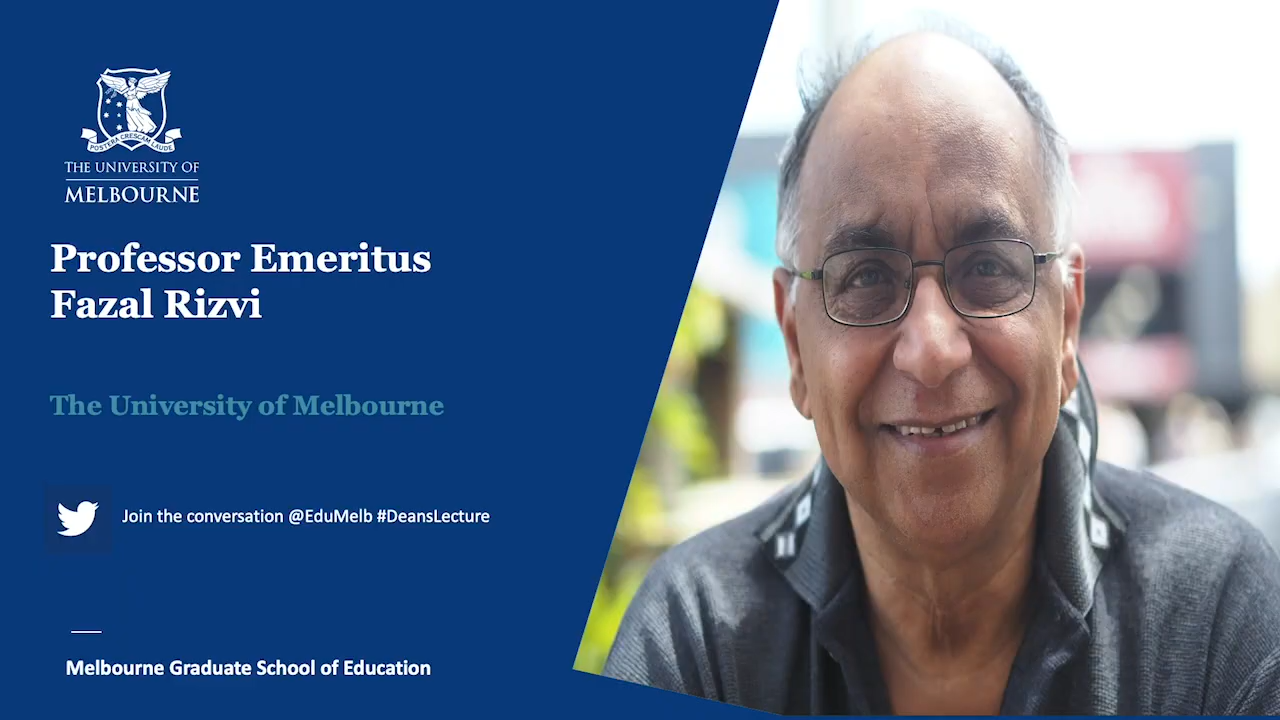 POSTERA CRESCAM LAUDE
THE UNIVERSITY OF
MELBOURNE
Professor Emeritus
Fazal Rizvi
The University of Melbourne
Join the conversation @EduMelb #DeansLecture
Melbourne Graduate School of Education